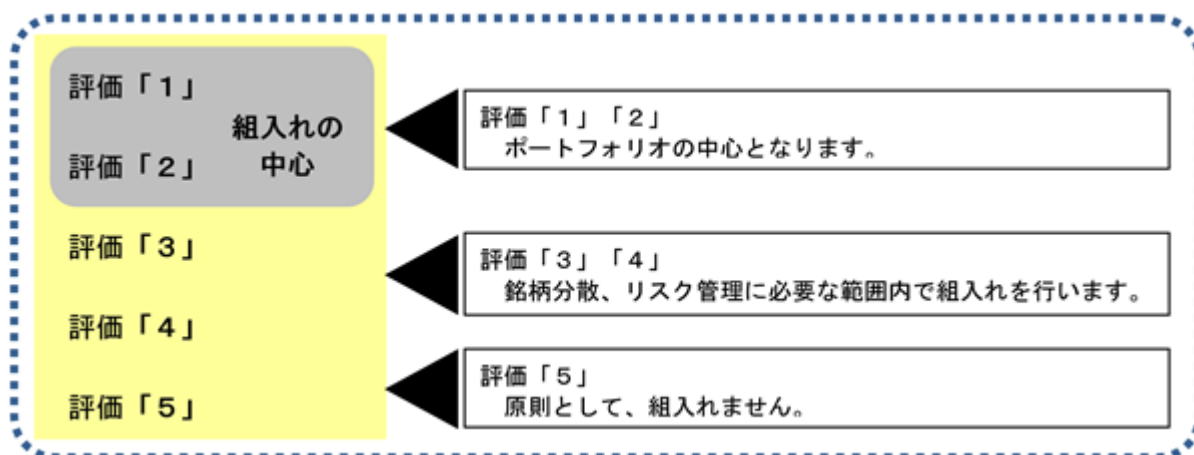 評価「１」
組入れの
評価「２」　中心
評価「３」
評価「４」
評価「５」
評価「１」「２」
ポートフォリオの中心となります。
評価「３」「４」
銘柄分散、リスク管理に必要な範囲内で組入れを行います。
評価「５」
原則として、組入れません。